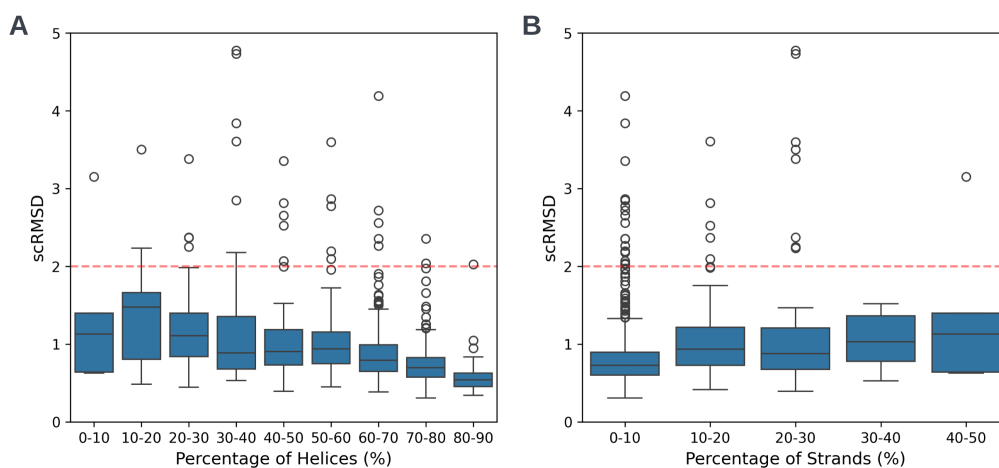 A
B
5
4
3
2
1
0
scRMSD
0-10 10-20 20-30 30-40 40-50 50-60 60-70 70-80 80-90
Percentage of Helices (%)
5
4
3
2
1
0
scRMSD
0-10 10-20 20-30 30-40 40-50
Percentage of Strands (%)